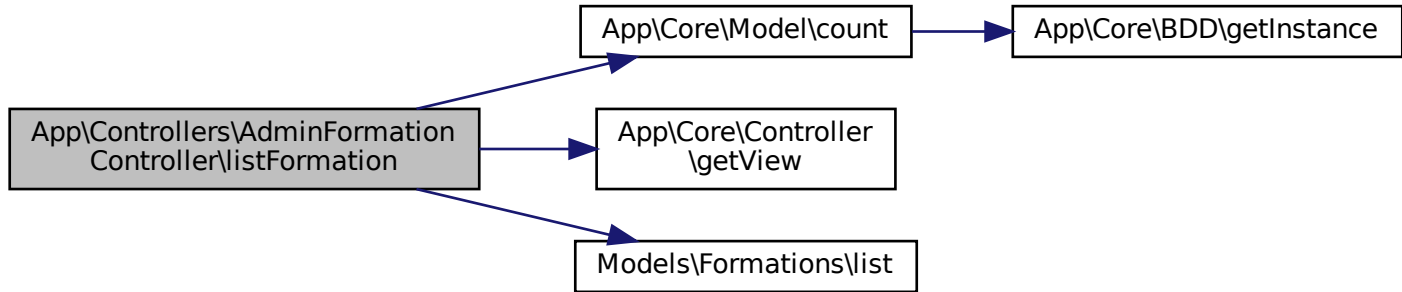 App\Core\Model\count
App\Core\BDD\getInstance
App\Controllers\AdminFormation
Controller\listFormation
App\Core\Controller
\getView
Models\Formations\list